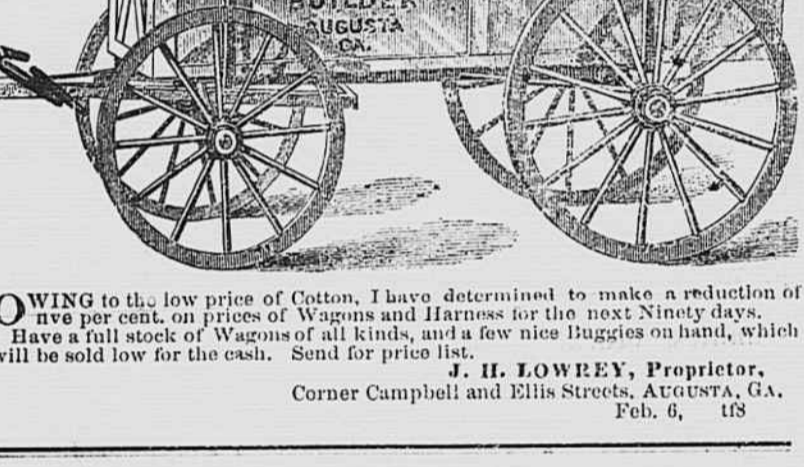 BUILDER
AUGUSTA
GA.
OWING to the low price of Cotton, I have determined to make a reduction of
five per cent. on prices of Wagons and Harness for the next Ninety days.
Have a full stock of Wagons of all kinds, and a few nice Buggies on hand, which
will be sold low for the cash. Send for price list.
J. H. LOWREY, Proprietor,
Corner Campbell and Ellis Streets, AUGUSTA, GA.
Feb. 6, tf8